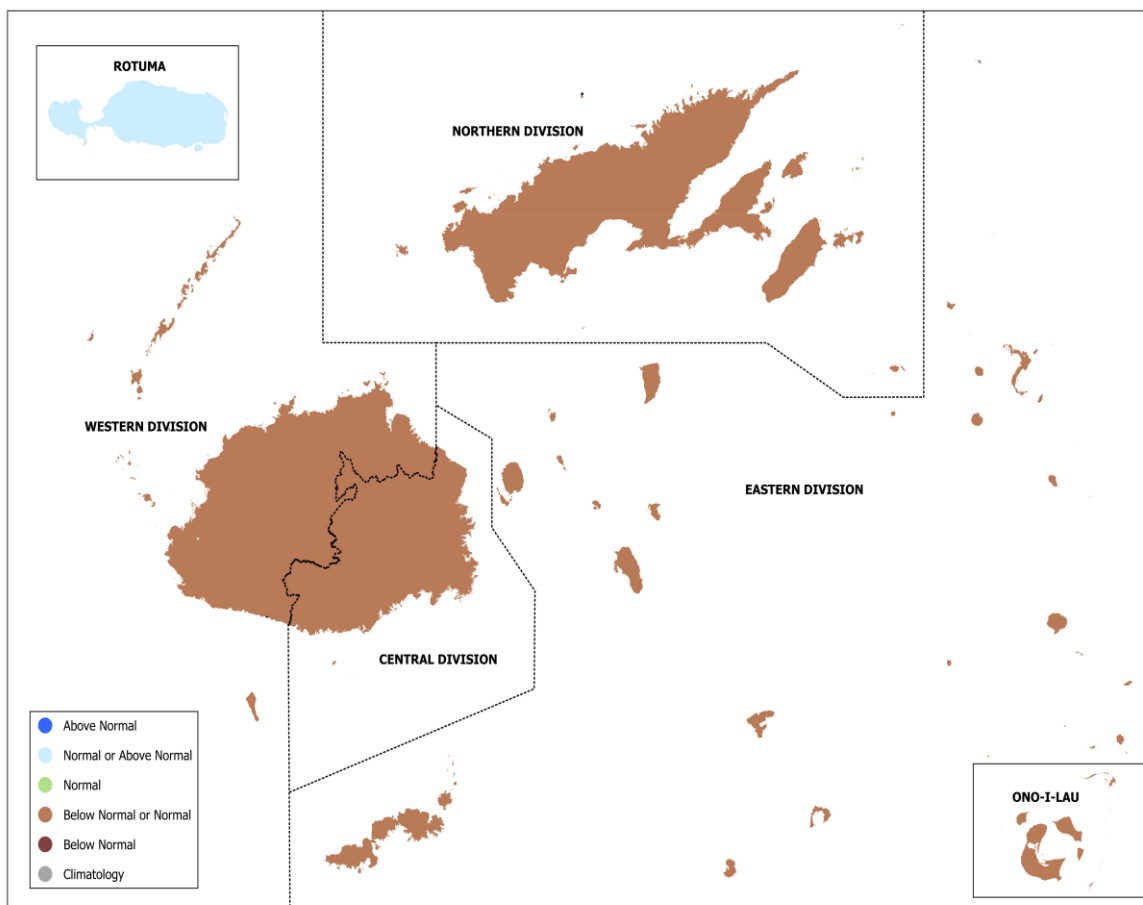 ROTUMA
NORTHERN DIVISION
WESTERN DIVISION
EASTERN DIVISION
CENTRAL DIVISION
Above Normal
Normal or Above Normal
Normal
Below Normal or Normal
Below Normal
Climatology
ONO-I-LAU